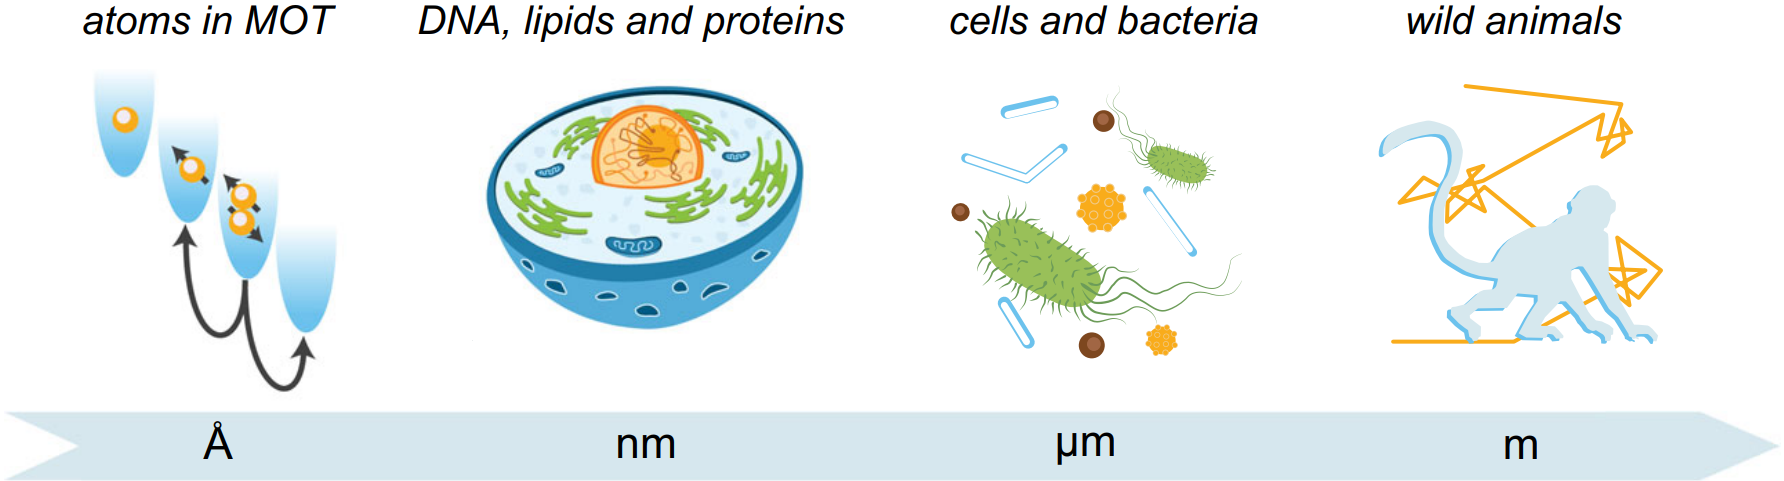 atoms in MOT
DNA, lipids and proteins
cells and bacteria
wild animals
Å
nm
μm
m